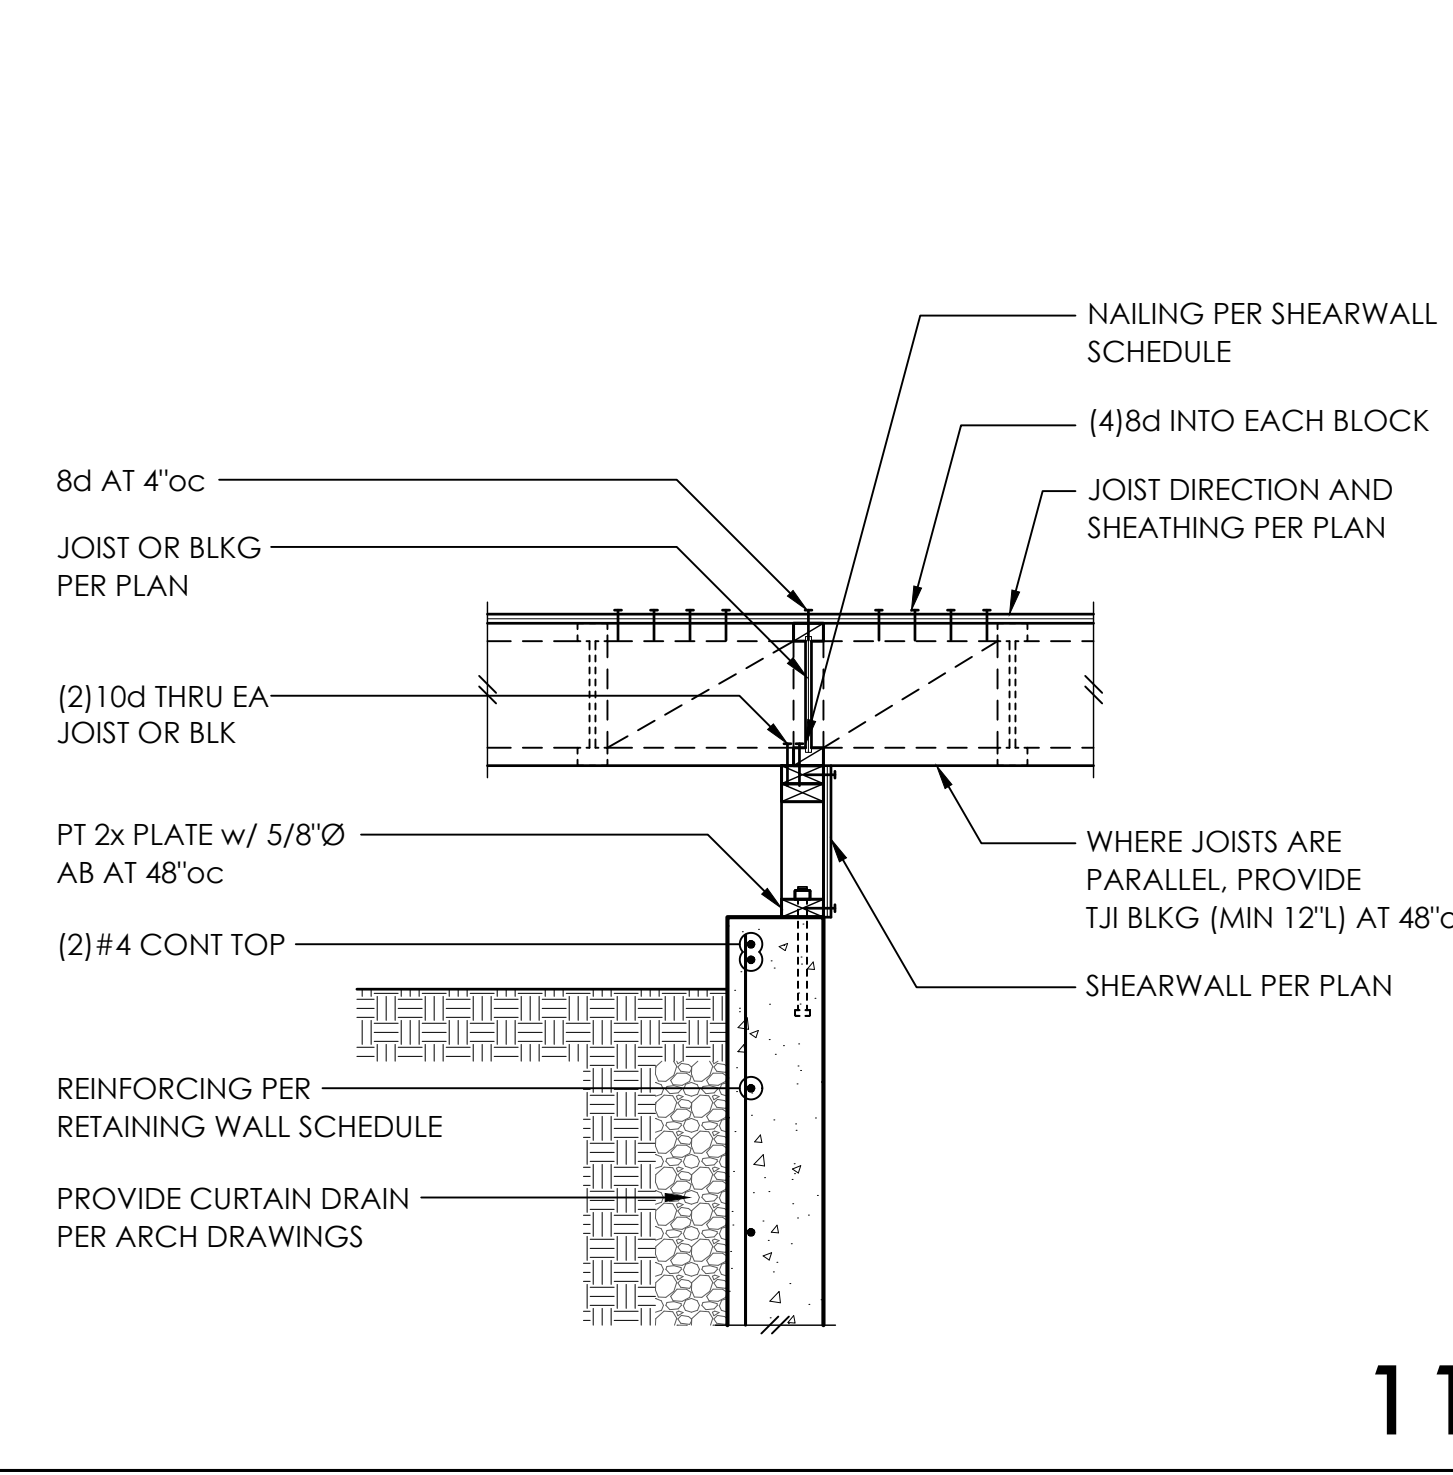 NAILING PER SHEARWALL
SCHEDULE
(4)8d INTO EACH BLOCK
JOIST DIRECTION AND
SHEATHING PER PLAN
8d AT 4"oc
JOIST OR BLKG
PER PLAN
(2)10d THRU EA
JOIST OR BLK
PT 2x PLATE w/ 5/8"Ø
AB AT 48"oc
(2)#4 CONT TOP
REINFORCING PER
RETAINING WALL SCHEDULE
PROVIDE CURTAIN DRAIN
PER ARCH DRAWINGS
WHERE JOISTS ARE
PARALLEL, PROVIDE
TJI BLKG (MIN 12"L) AT
SHEARWALL PER PLAN